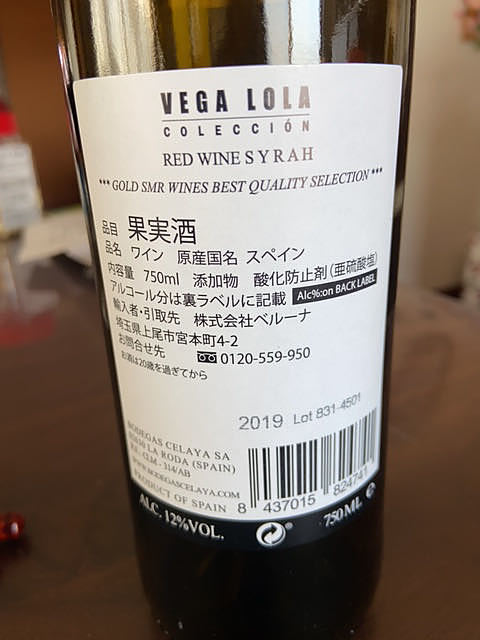 VEGA LOLA
COLECCIÓN
RED WINE SYRAH
*** GOLD SMR WINES BEST QUALITY SELECTION ***
品目 果実酒
品名 ワイン 原産国名 スペイン
内容量 750ml 添加物 酸化防止剤(亜硫酸塩)
アルコール分は裏ラベルに記載 Alc%:on BACK LABEL
輸入者・引取先 株式会社ベルーナ
埼玉県上尾市宮本町4-2
お問合せ先 0120-559-950
お酒は20歳を過ぎてから
2019 Lot 831-4501
BODEGAS CELAYA SA
LA RODA (SPAIN)
R.E.: CLM - 314/AB
WWW.BODEGASCELAYA.COM
PRODUCT OF SPAIN
8 437015 824741
ALC. 12%VOL.
750 ML e